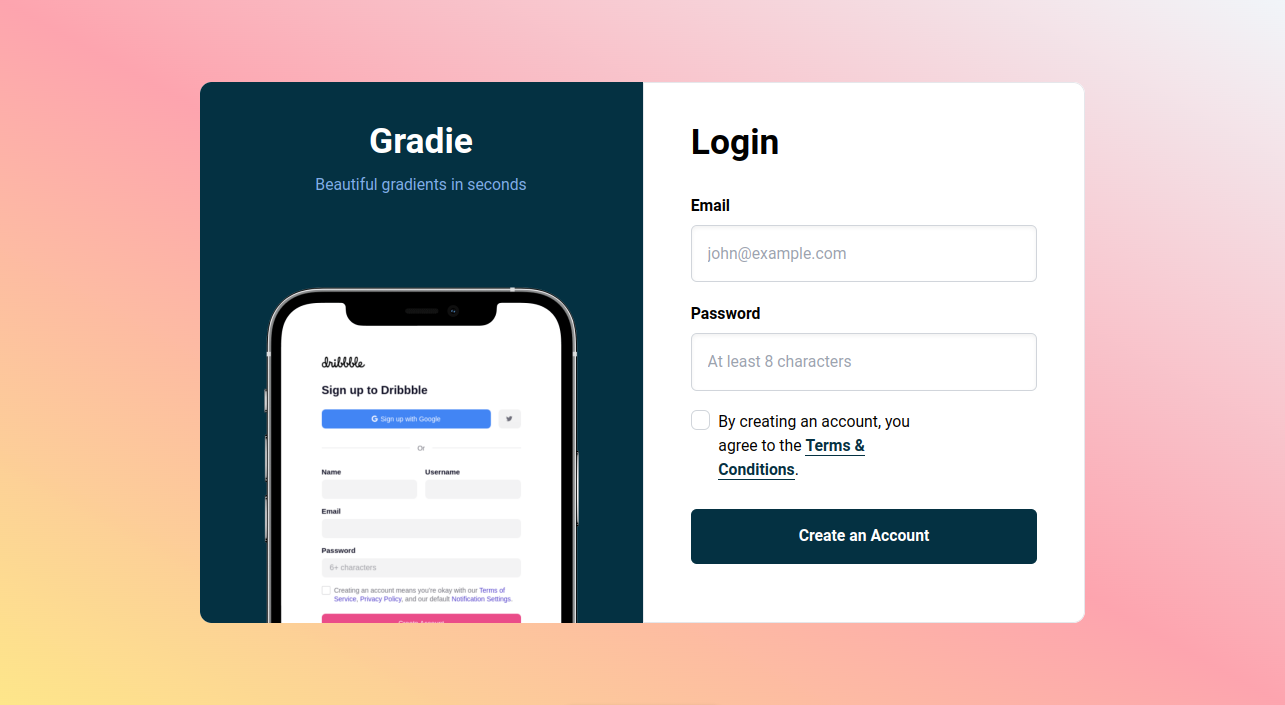 Gradie
Beautiful gradients in seconds
dribbble
Sign up to Dribbble
G Sign up with Google
Or
Name Username
Email
Password
6+ characters
Creating an account means you're okay with our Terms of
Service, Privacy Policy, and our default Notification Settings.
Create Account
Login
Email
john@example.com
Password
At least 8 characters
By creating an account, you
agree to the Terms &
Conditions.
Create an Account